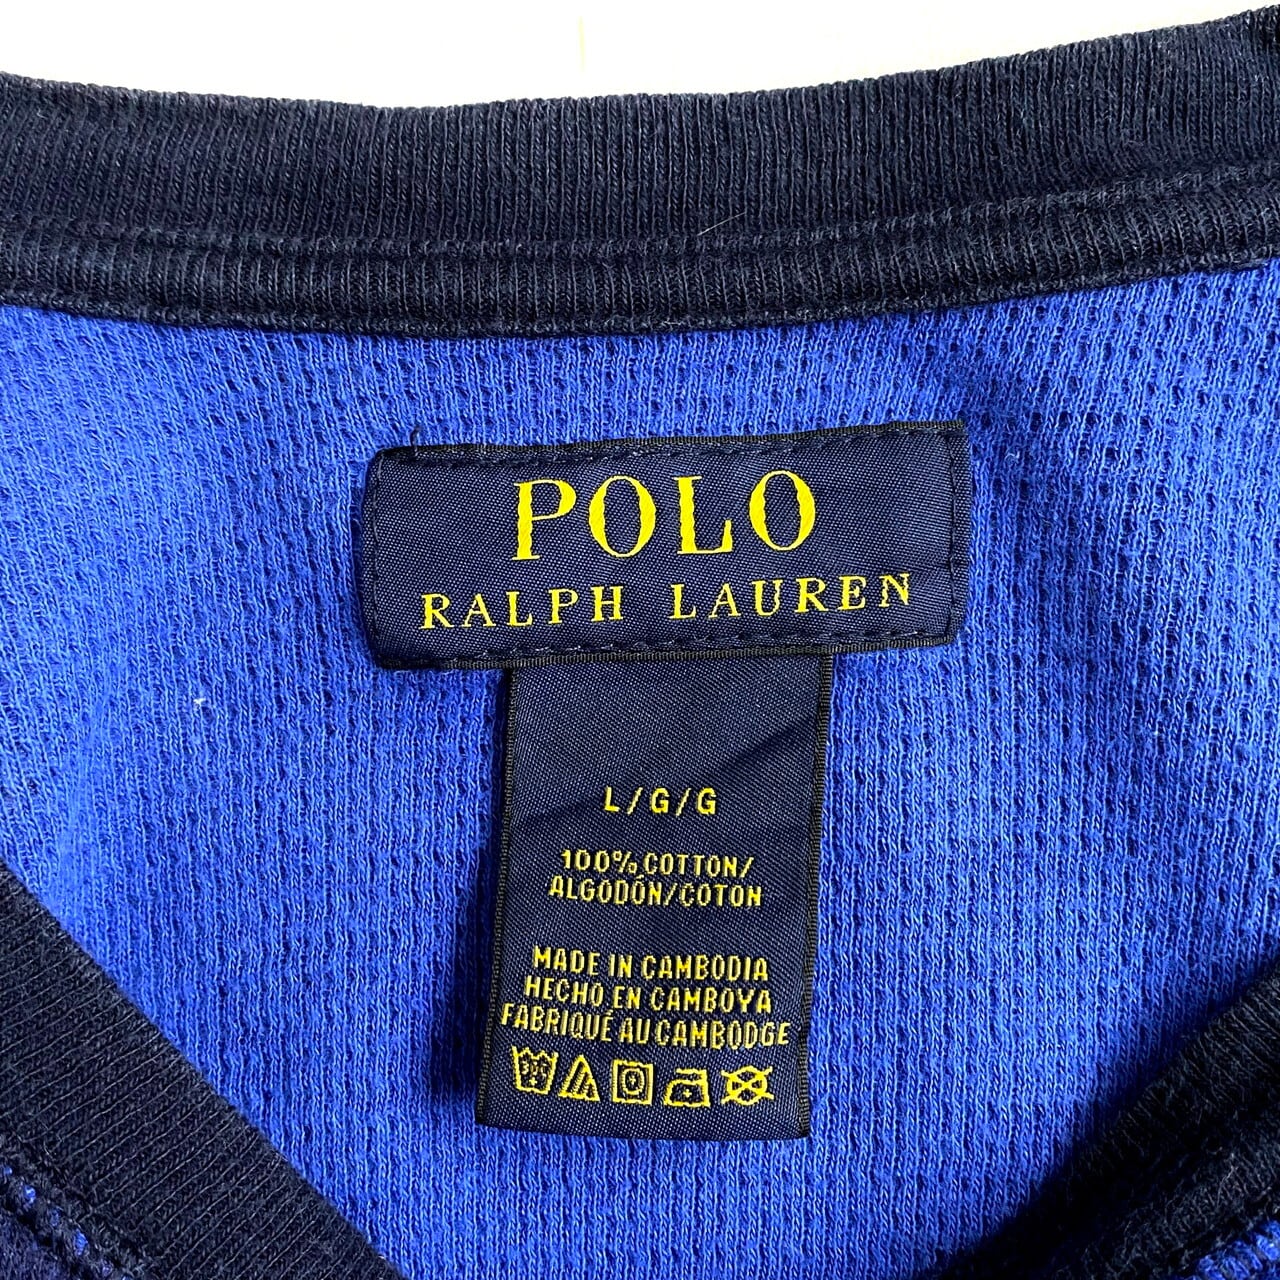 POLO
RALPH LAUREN
L/G/G
100% COTTON/
ALGODÓN/COTON
MADE IN CAMBODIA
HECHO EN CAMBOYA
FABRIQUÉ AU CAMBODGE